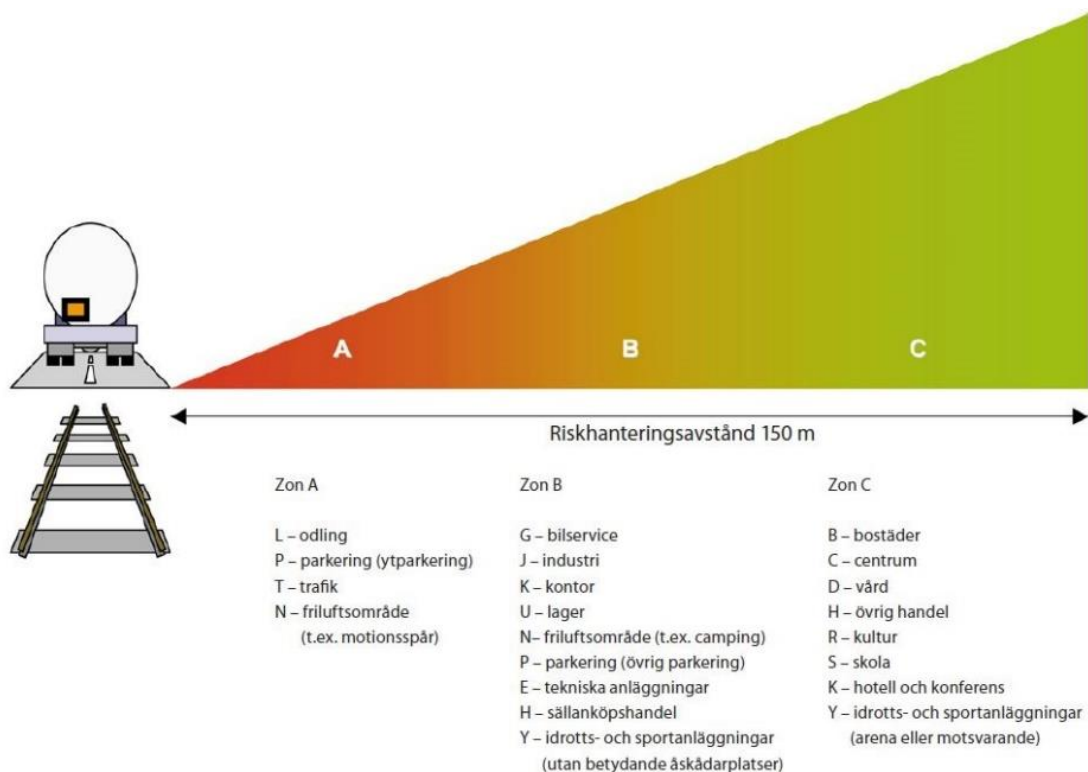 A
B
C
Riskhanteringsavstånd 150 m
Zon A
L – odling
P – parkering (ytparkering)
T – trafik
N – friluftsområde
(t.ex. motionsspår)
Zon B
G – bilservice
J – industri
K – kontor
U – lager
N– friluftsområde (t.ex. camping)
P – parkering (övrig parkering)
E – tekniska anläggningar
H – sällanköpshandel
Y – idrotts- och sportanläggningar
(utan betydande åskådarplatser)
Zon C
B – bostäder
C – centrum
D – vård
H – övrig handel
R – kultur
S – skola
K – hotell och konferens
Y – idrotts- och sportanläggningar
(arena eller motsvarande)